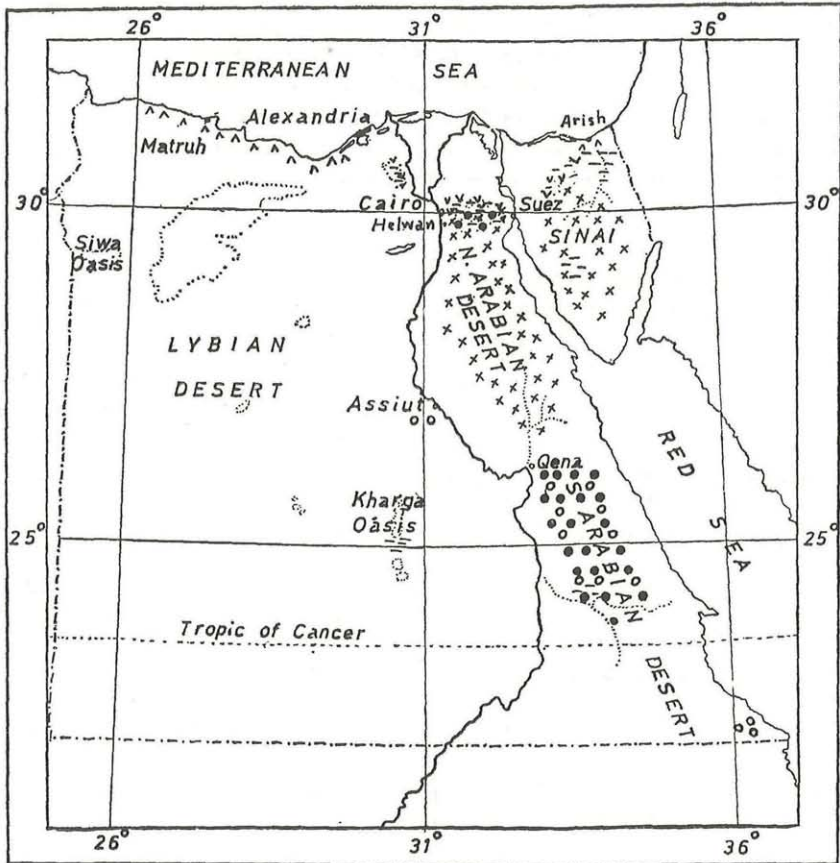 26° 31° 36°
MEDITERRANEAN SEA
Alexandria
Arish
Matruh
30° 30°
Cairo
Suez
Helwan
SINAI
Siwa
Oasis
N. ARABIAN
DESERT
LYBIAN
DESERT
Assiut
RED SEA
Qena
Kharga
Oasis
S ARABIAN DESERT
25° 25°
Tropic of Cancer
26° 31° 36°